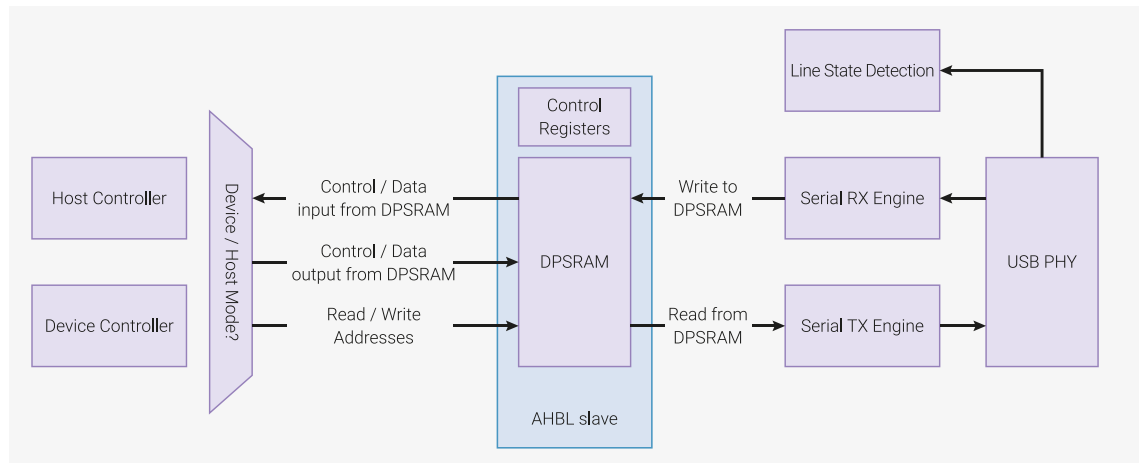 Line State Detection
Control
Registers
Host Controller
Device / Host Mode?
Control / Data
input from DPSRAM
Write to
DPSRAM
Serial RX Engine
Control / Data
output from DPSRAM
DPSRAM
USB PHY
Device Controller
Read / Write
Addresses
Read from
DPSRAM
Serial TX Engine
AHBL slave